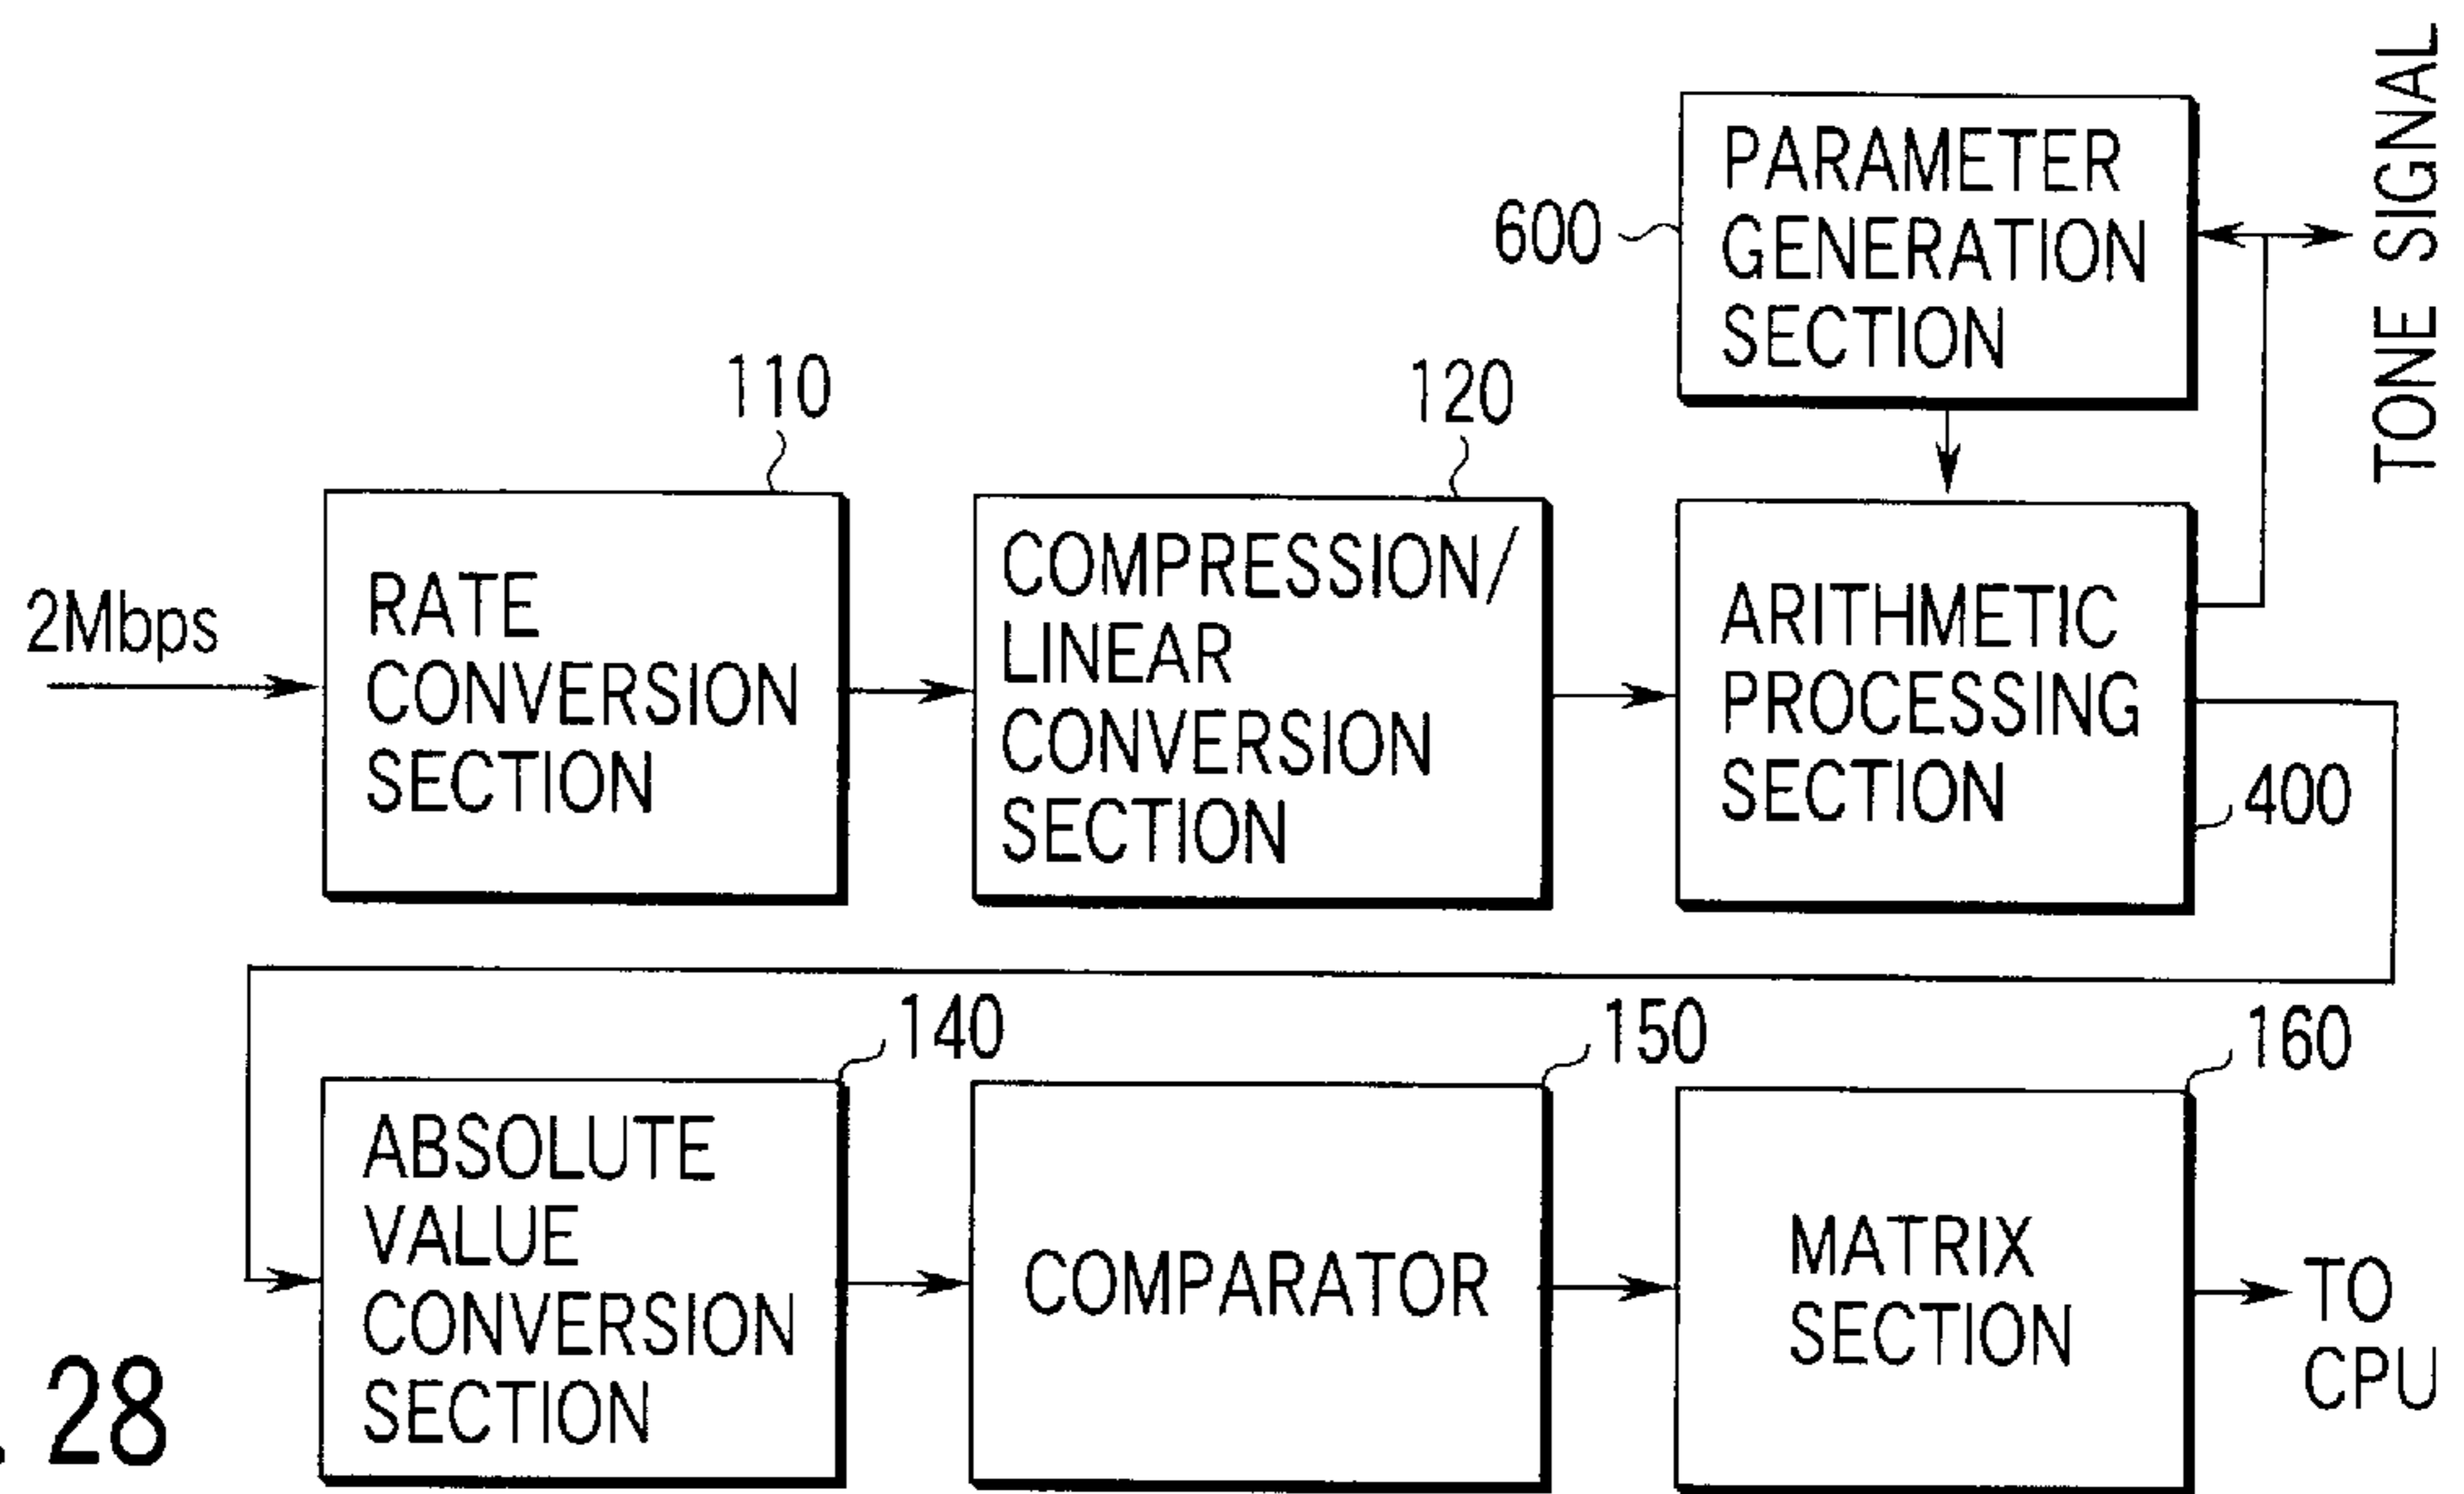 600
PARAMETER
GENERATION
SECTION
TONE SIGNAL
2Mbps
110
RATE
CONVERSION
SECTION
120
COMPRESSION/
LINEAR
CONVERSION
SECTION
ARITHMETIC
PROCESSING
SECTION
400
140
ABSOLUTE
VALUE
CONVERSION
SECTION
150
COMPARATOR
160
MATRIX
SECTION
TO
CPU
. 28